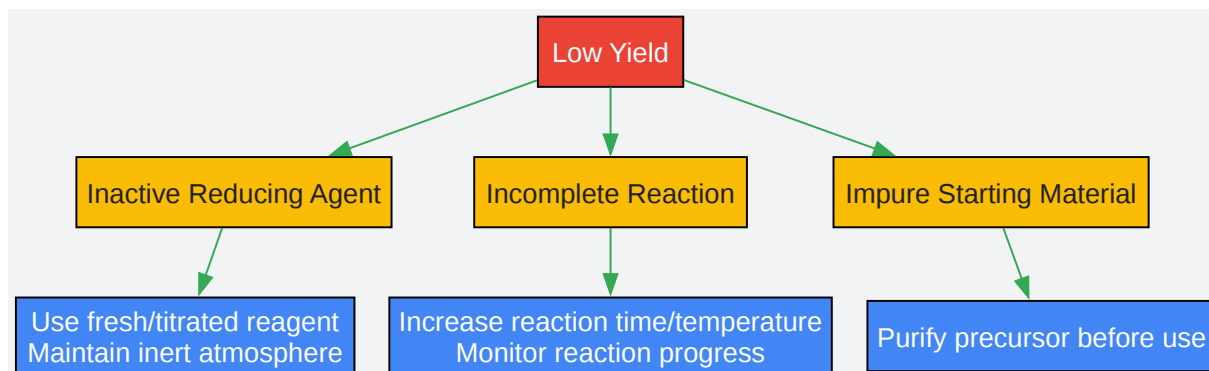 Low Yield
Inactive Reducing Agent
Incomplete Reaction
Impure Starting Material
Use fresh/titrated reagent
Maintain inert atmosphere
Increase reaction time/temperature
Monitor reaction progress
Purify precursor before use